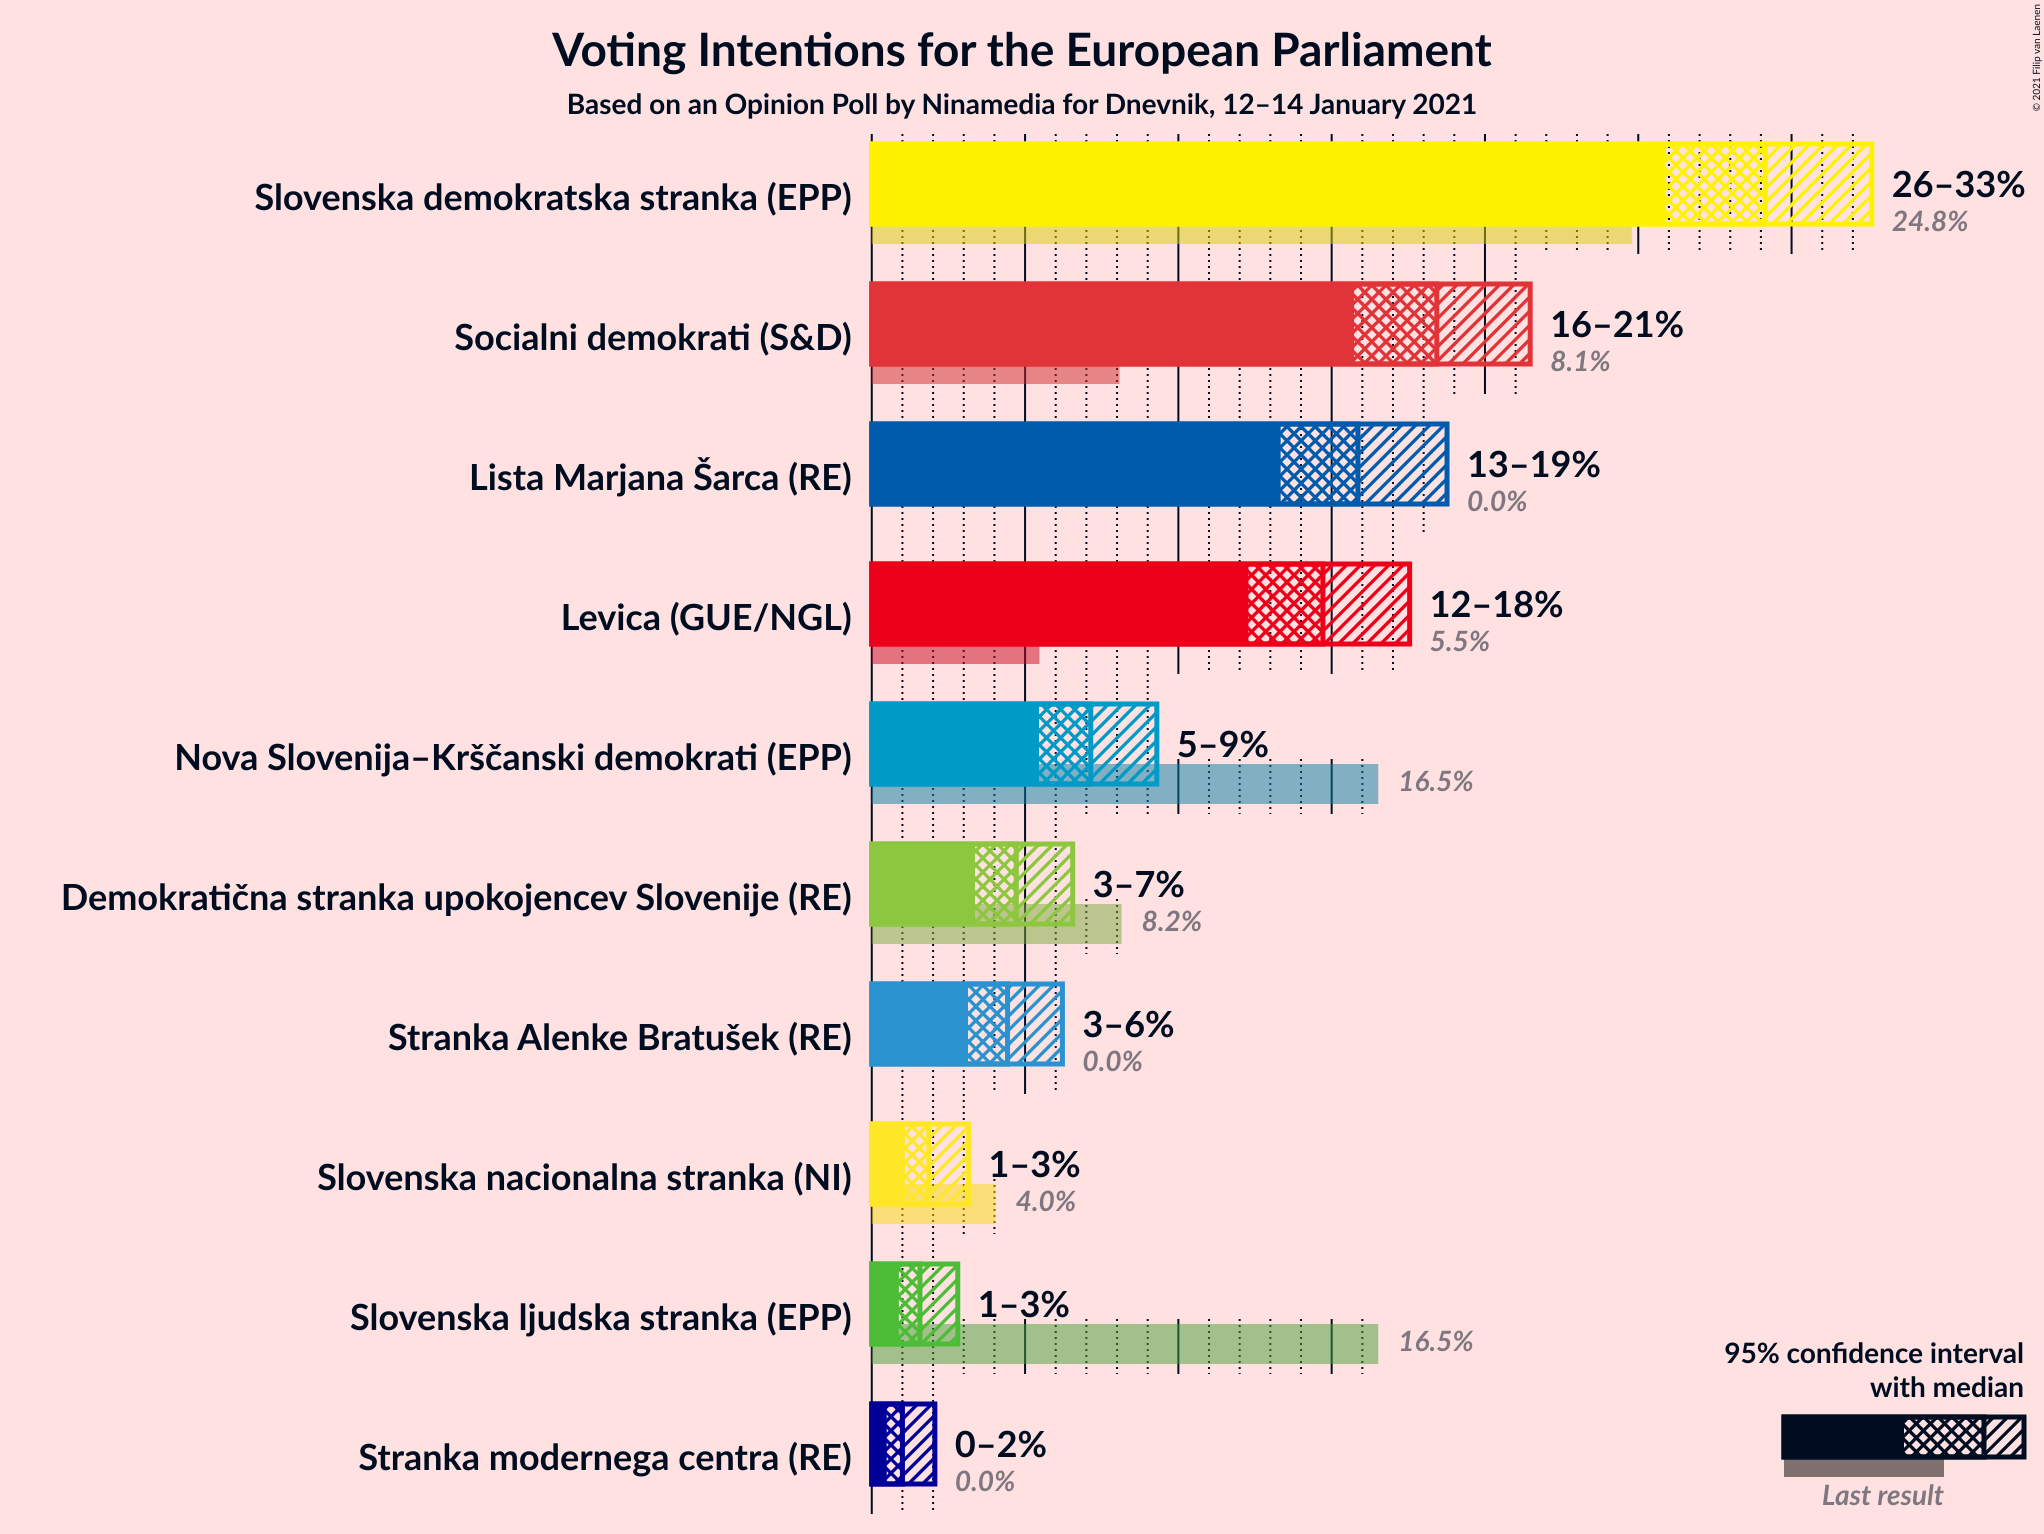 © 2021 Filip van Laenen
Voting Intentions for the European Parliament
Based on an Opinion Poll by Ninamedia for Dnevnik, 12–14 January 2021
Slovenska demokratska stranka (EPP)
26–33%
24.8%
Socialni demokrati (S&D)
16–21%
8.1%
Lista Marjana Šarca (RE)
13–19%
0.0%
Levica (GUE/NGL)
12–18%
5.5%
Nova Slovenija–Krščanski demokrati (EPP)
5–9%
16.5%
Demokratična stranka upokojencev Slovenije (RE)
3–7%
8.2%
Stranka Alenke Bratušek (RE)
3–6%
0.0%
Slovenska nacionalna stranka (NI)
1–3%
4.0%
Slovenska ljudska stranka (EPP)
1–3%
16.5%
Stranka modernega centra (RE)
0–2%
0.0%
95% confidence interval
with median
Last result